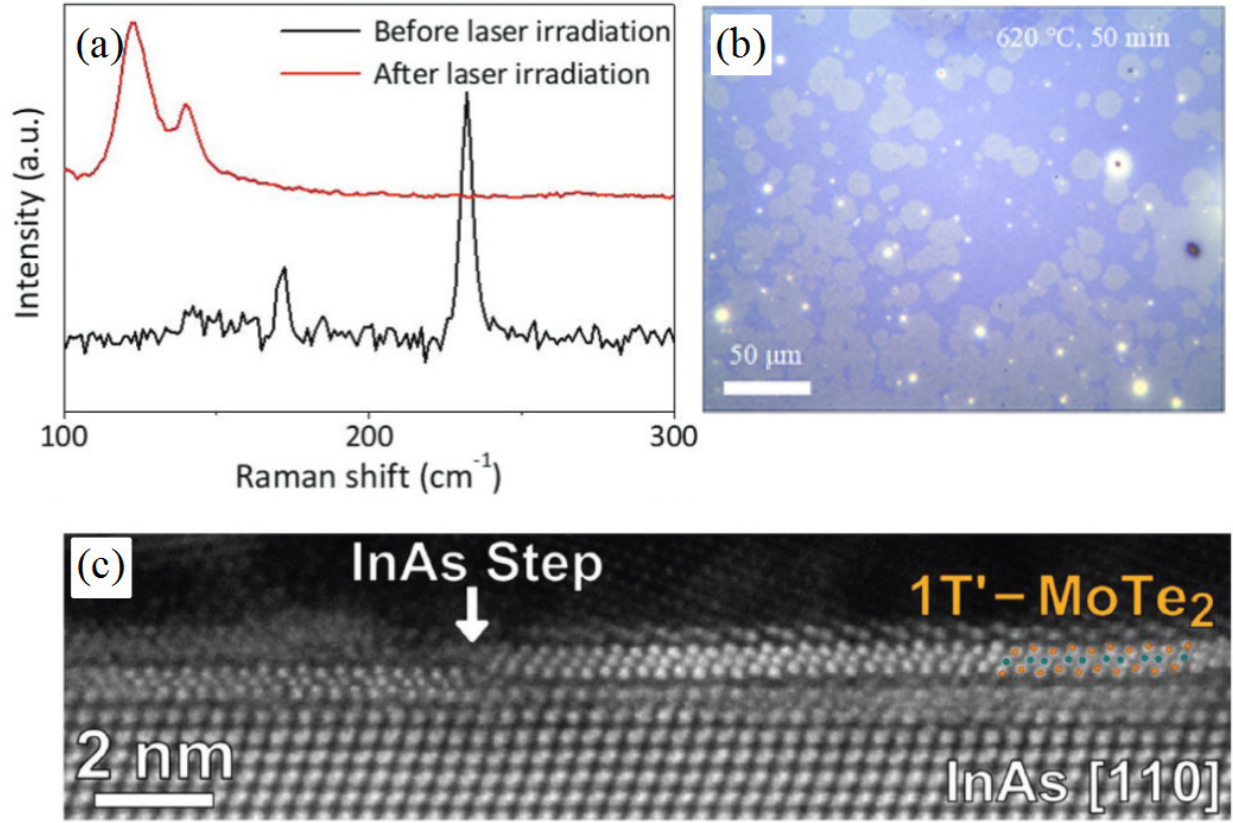 (a)
Before laser irradiation
After laser irradiation
Intensity (a.u.)
100
200
300
Raman shift (cm⁻¹)
(b)
620 °C, 50 min
50 μm
(c)
InAs Step
1T'–MoTe₂
2 nm
InAs [110]